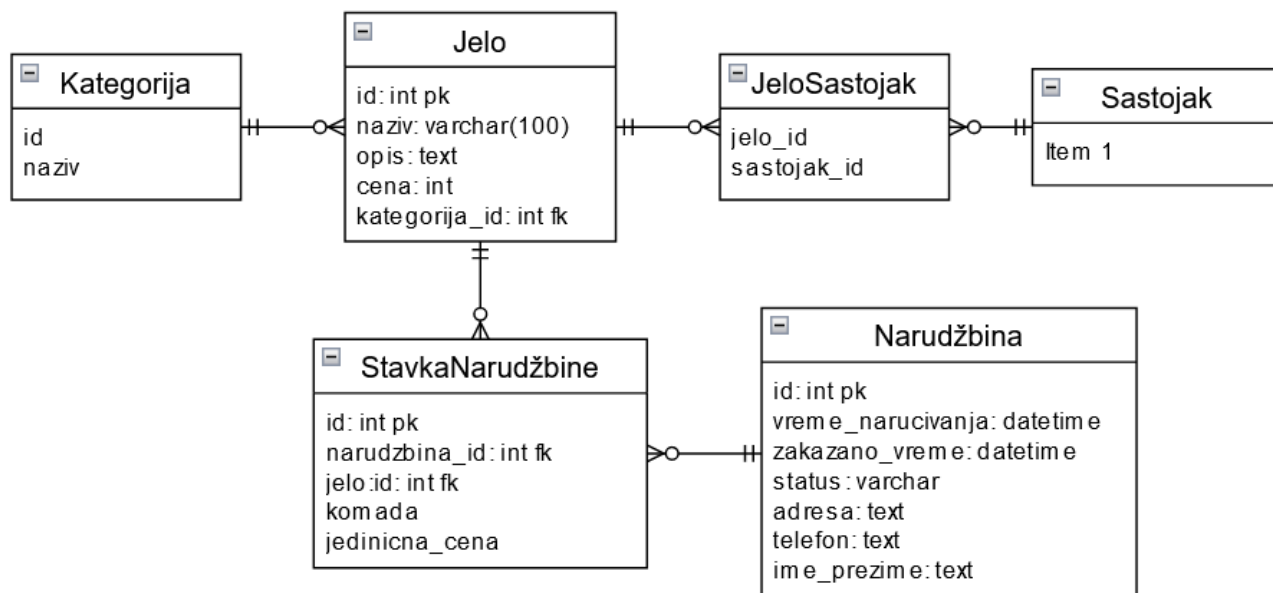 Kategorija
id
naziv
Jelo
id: int pk
naziv: varchar(100)
opis: text
cena: int
kategorija_id: int fk
JeloSastojak
jelo_id
sastojak_id
Sastojak
Item 1
StavkaNarudžbine
id: int pk
narudzbina_id: int fk
jelo:id: int fk
komada
jedinicna_cena
Narudžbina
id: int pk
vreme_narucivanja: datetime
zakazano_vreme: datetime
status: varchar
adresa: text
telefon: text
ime_prezime: text